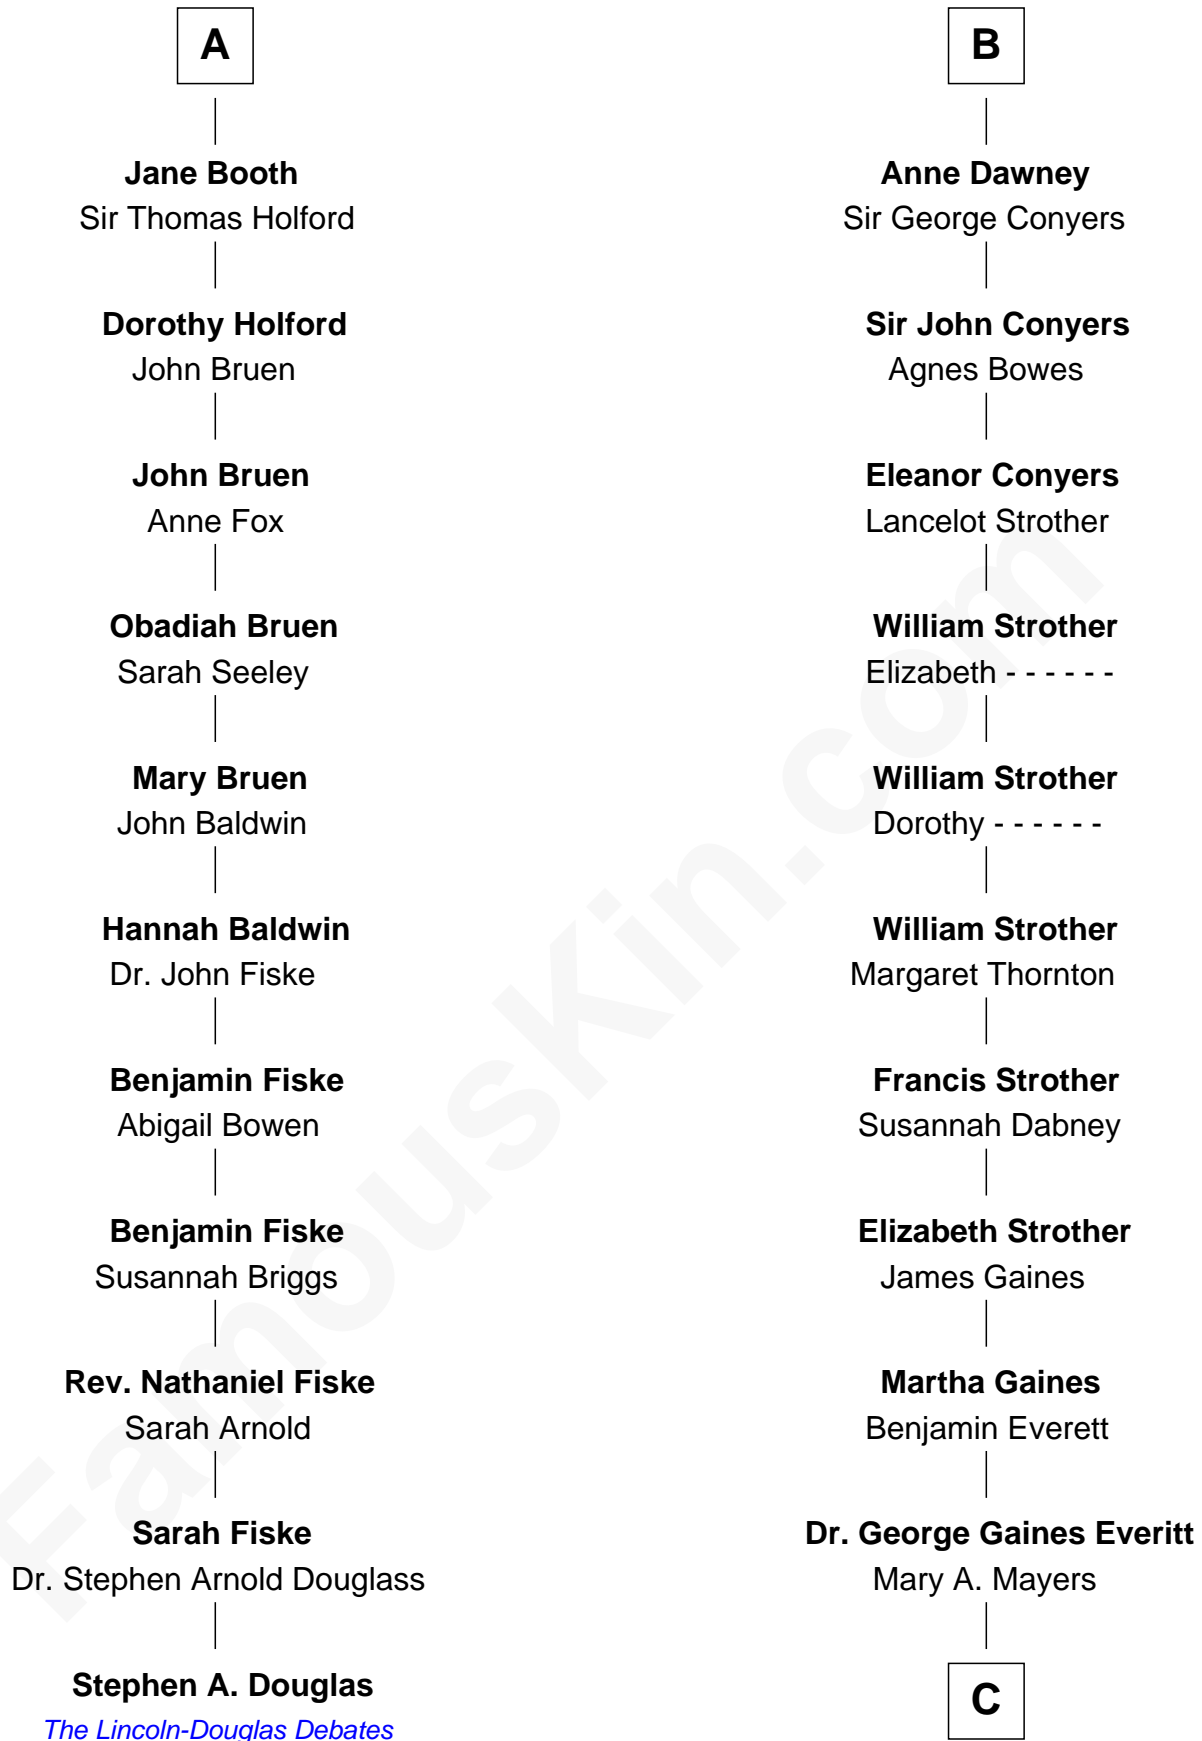 A
Jane Booth
Sir Thomas Holford
Dorothy Holford
John Bruen
John Bruen
Anne Fox
Obadiah Bruen
Sarah Seeley
Mary Bruen
John Baldwin
Hannah Baldwin
Dr. John Fiske
Benjamin Fiske
Abigail Bowen
Benjamin Fiske
Susannah Briggs
Rev. Nathaniel Fiske
Sarah Arnold
Sarah Fiske
Dr. Stephen Arnold Douglass
Stephen A. Douglas
The Lincoln-Douglas Debates
B
Anne Dawney
Sir George Conyers
Sir John Conyers
Agnes Bowes
Eleanor Conyers
Lancelot Strother
William Strother
Elizabeth - - - - - -
William Strother
Dorothy - - - - - -
William Strother
Margaret Thornton
Francis Strother
Susannah Dabney
Elizabeth Strother
James Gaines
Martha Gaines
Benjamin Everett
Dr. George Gaines Everitt
Mary A. Mayers
C
FamousKin.com